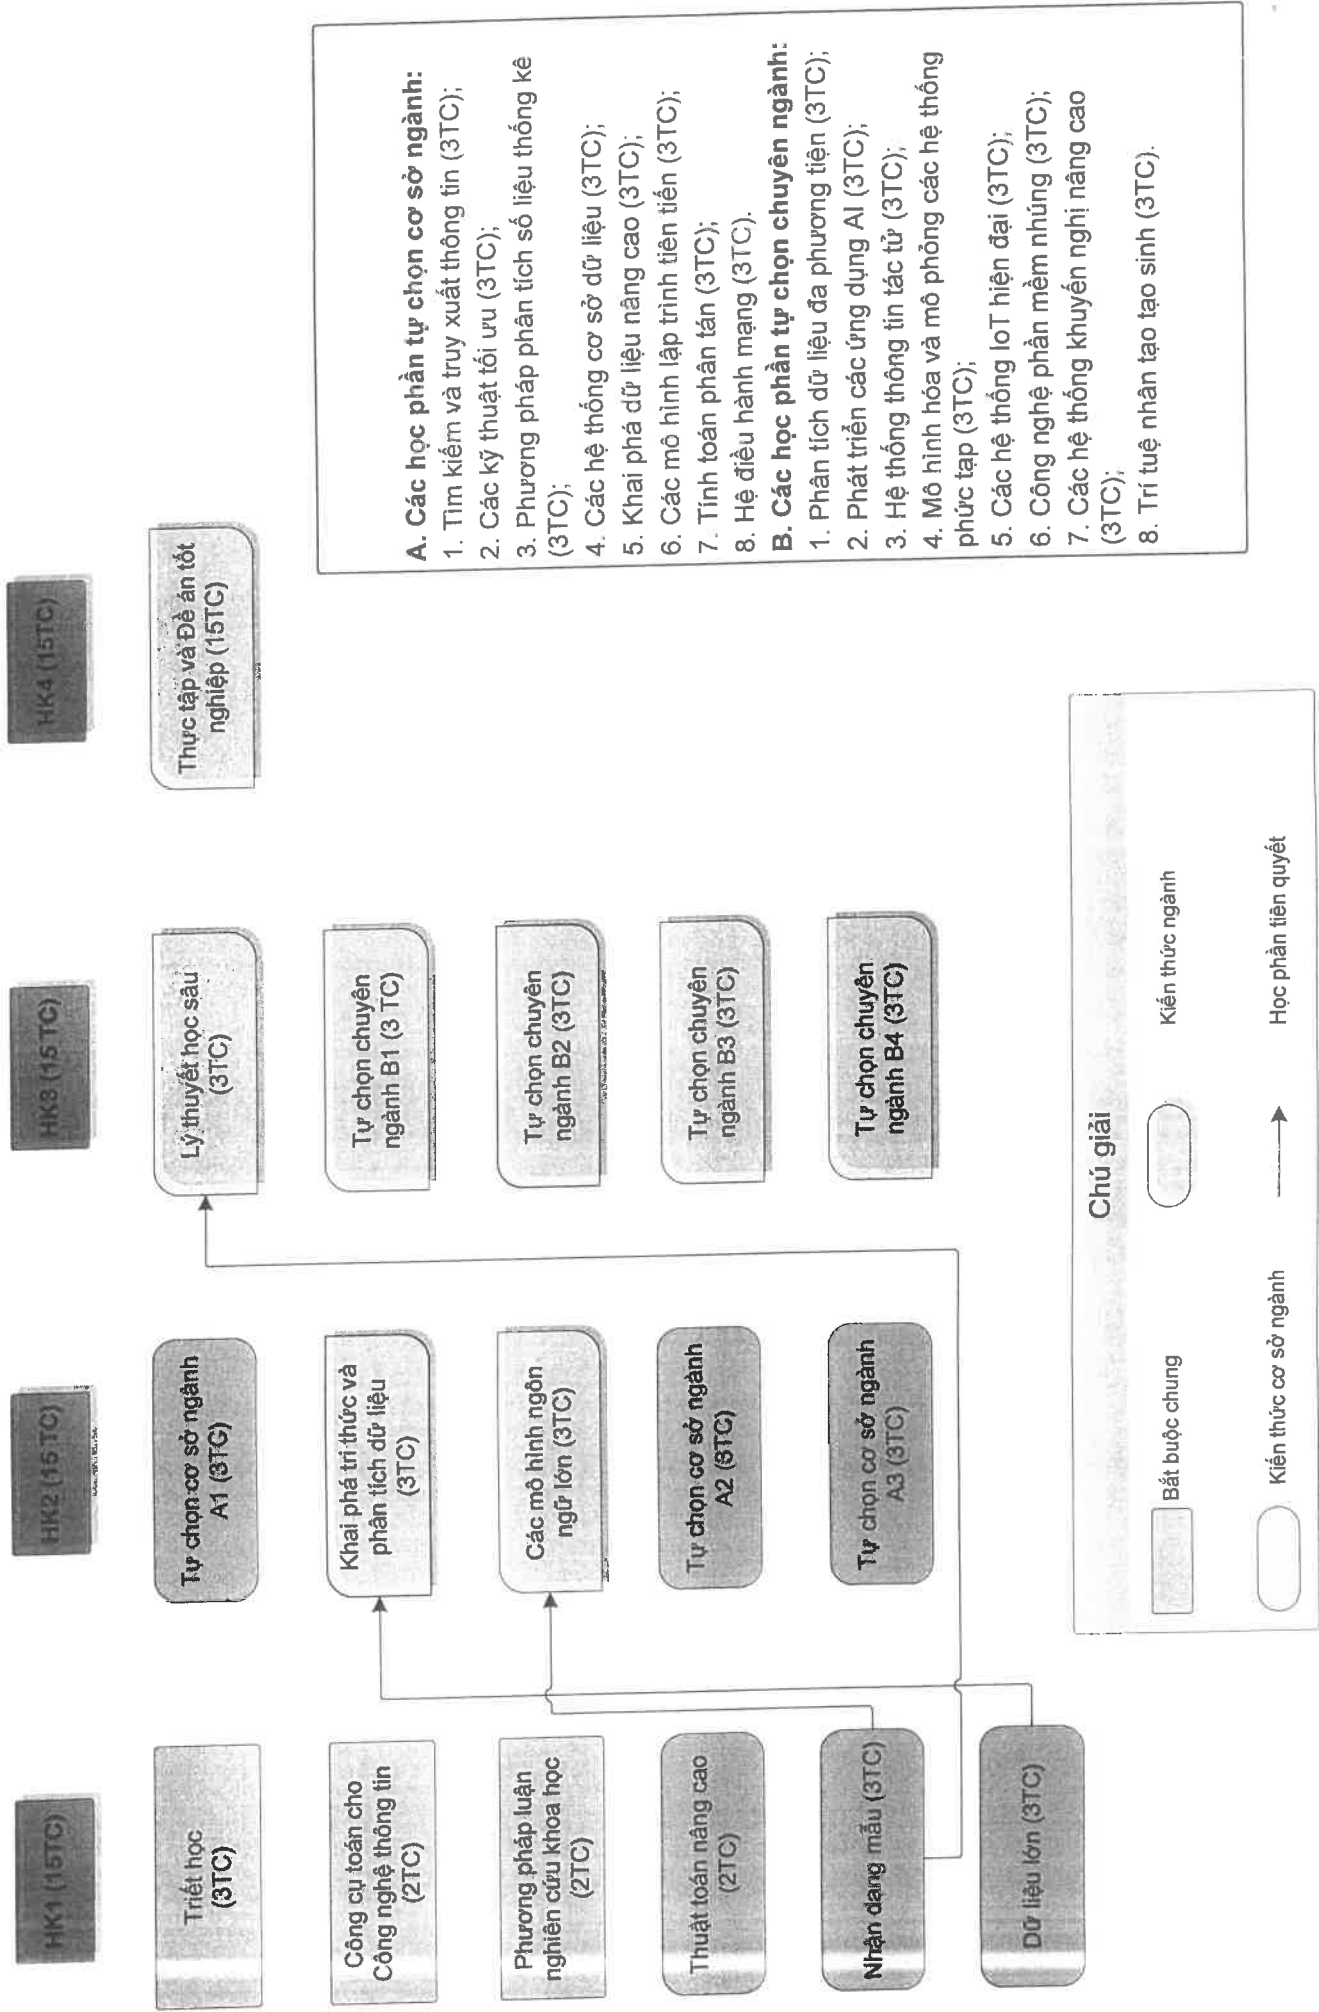 HK1 (15TC)
Triết học
(3TC)
Công cụ toán cho
Công nghệ thông tin
(2TC)
Phương pháp luận
nghiên cứu khoa học
(2TC)
Thuật toán nâng cao
(2TC)
Nhận dạng mẫu (3TC)
Dữ liệu lớn (3TC)
HK2 (15TC)
Tự chọn cơ sở ngành
A1 (3TC)
Khai phá tri thức và
phân tích dữ liệu
(3TC)
Các mô hình ngôn
ngữ lớn (3TC)
Tự chọn cơ sở ngành
A2 (3TC)
Tự chọn cơ sở ngành
A3 (3TC)
HK3 (15TC)
Lý thuyết học sâu
(3TC)
Tự chọn chuyên
ngành B1 (3 TC)
Tự chọn chuyên
ngành B2 (3TC)
Tự chọn chuyên
ngành B3 (3TC)
Tự chọn chuyên
ngành B4 (3TC)
HK4 (15TC)
Thực tập và Đề án tốt
nghiệp (15TC)
A. Các học phần tự chọn cơ sở ngành:
1. Tìm kiếm và truy xuất thông tin (3TC);
2. Các kỹ thuật tối ưu (3TC);
3. Phương pháp phân tích số liệu thống kê
(3TC);
4. Các hệ thống cơ sở dữ liệu (3TC);
5. Khai phá dữ liệu nâng cao (3TC);
6. Các mô hình lập trình tiên tiến (3TC);
7. Tính toán phân tán (3TC);
8. Hệ điều hành mạng (3TC).
B. Các học phần tự chọn chuyên ngành:
1. Phân tích dữ liệu đa phương tiện (3TC);
2. Phát triển các ứng dụng AI (3TC);
3. Hệ thống thông tin tác tử (3TC);
4. Mô hình hóa và mô phỏng các hệ thống
phức tạp (3TC);
5. Các hệ thống IoT hiện đại (3TC);
6. Công nghệ phần mềm nhúng (3TC);
7. Các hệ thống khuyến nghị nâng cao
(3TC);
8. Trí tuệ nhân tạo tạo sinh (3TC).
Chú giải
Bắt buộc chung
Kiến thức ngành
Kiến thức cơ sở ngành
Học phần tiên quyết